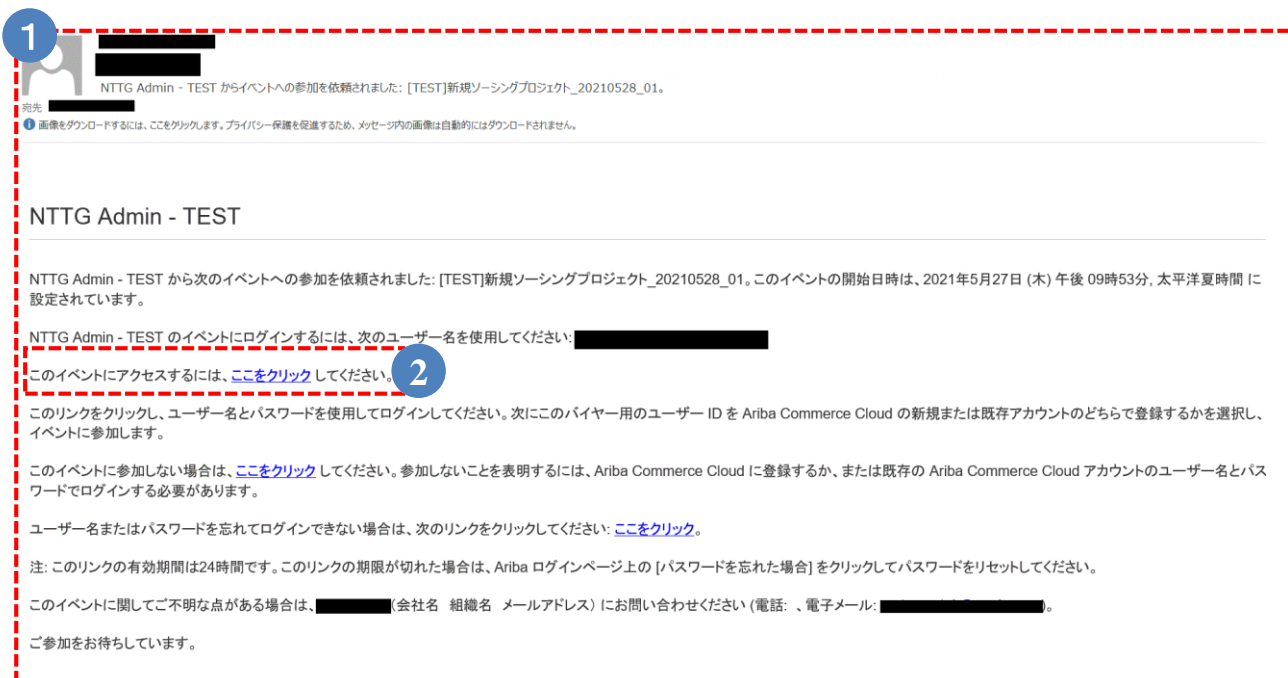 1
NTTG Admin - TEST からイベントへの参加を依頼されました: [TEST]新規ソーシングプロジェクト_20210528_01。
宛先
画像をダウンロードするには、ここをクリックします。プライバシー保護を促進するため、メッセージ内の画像は自動的にはダウンロードされません。
NTTG Admin - TEST
NTTG Admin - TEST から次のイベントへの参加を依頼されました: [TEST]新規ソーシングプロジェクト_20210528_01。このイベントの開始日時は、2021年5月27日 (木) 午後 09時53分, 太平洋夏時間 に
設定されています。
NTTG Admin - TEST のイベントにログインするには、次のユーザー名を使用してください:
このイベントにアクセスするには、ここをクリック してください。
2
このリンクをクリックし、ユーザー名とパスワードを使用してログインしてください。次にこのバイヤー用のユーザー ID を Ariba Commerce Cloud の新規または既存アカウントのどちらで登録するかを選択し、
イベントに参加します。
このイベントに参加しない場合は、ここをクリック してください。参加しないことを表明するには、Ariba Commerce Cloud に登録するか、または既存の Ariba Commerce Cloud アカウントのユーザー名とパス
ワードでログインする必要があります。
ユーザー名またはパスワードを忘れてログインできない場合は、次のリンクをクリックしてください: ここをクリック。
注: このリンクの有効期間は24時間です。このリンクの期限が切れた場合は、Ariba ログインページ上の [パスワードを忘れた場合] をクリックしてパスワードをリセットしてください。
このイベントに関してご不明な点がある場合は、(会社名 組織名 メールアドレス) にお問い合わせください (電話: 、電子メール: )。
ご参加をお待ちしています。